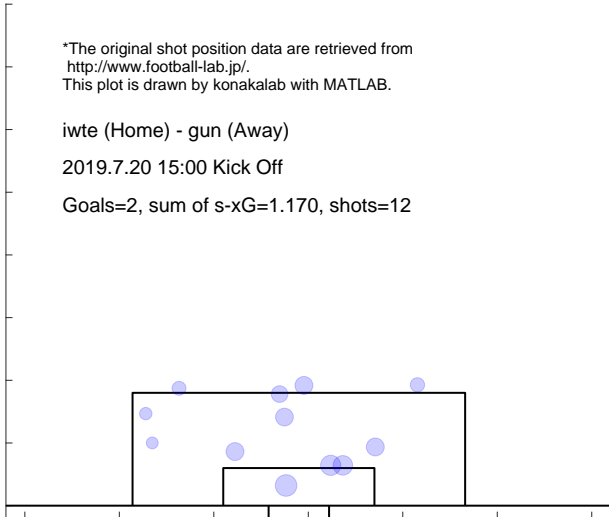 *The original shot position data are retrieved from
http://www.football-lab.jp/.
This plot is drawn by konakalab with MATLAB.
iwte (Home) - gun (Away)
2019.7.20 15:00 Kick Off
Goals=2, sum of s-xG=1.170, shots=12